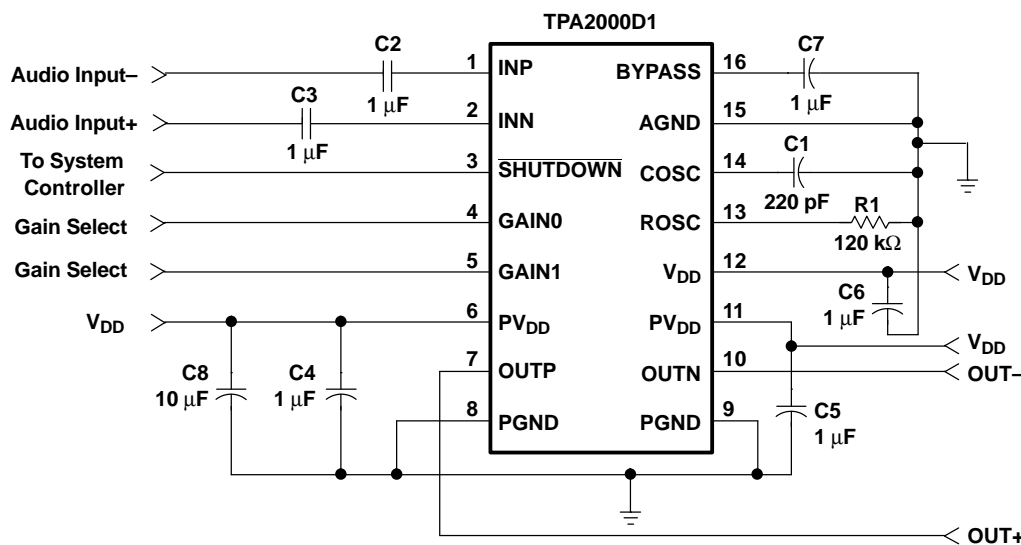 TPA2000D1
Audio Input–
C2
1 µF
1
INP
BYPASS
16
C7
1 µF
Audio Input+
C3
1 µF
2
INN
AGND
15
To System
Controller
3
SHUTDOWN
COSC
14
C1
220 pF
Gain Select
4
GAIN0
ROSC
13
R1
120 kΩ
Gain Select
5
GAIN1
VDD
12
VDD
C6
1 µF
VDD
6
PVDD
PVDD
11
VDD
C8
10 µF
C4
1 µF
7
OUTP
OUTN
10
OUT–
8
PGND
PGND
9
C5
1 µF
OUT+